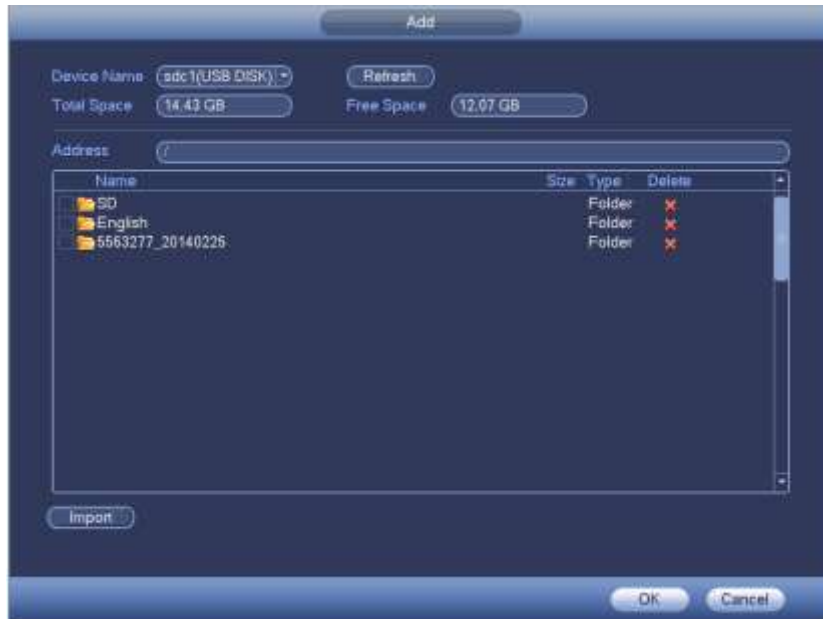 Add
Device Name sdc1(USB DISK) Refresh
Total Space 14.43 GB Free Space 12.07 GB
Address /
Name Size Type Delete
SD Folder
English Folder
5563277_20140226 Folder
Import
OK Cancel